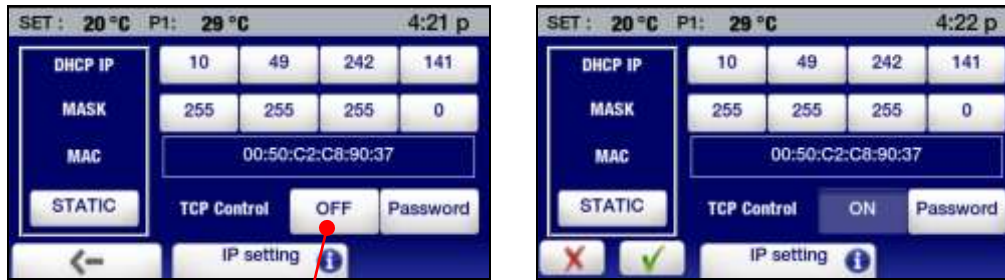 SET : 20 °C P1: 29 °C 4:21 p
DHCP IP 10 49 242 141
MASK 255 255 255 0
MAC 00:50:C2:C8:90:37
STATIC TCP Control OFF Password
IP setting
SET : 20 °C P1: 29 °C 4:22 p
DHCP IP 10 49 242 141
MASK 255 255 255 0
MAC 00:50:C2:C8:90:37
STATIC TCP Control ON Password
IP setting